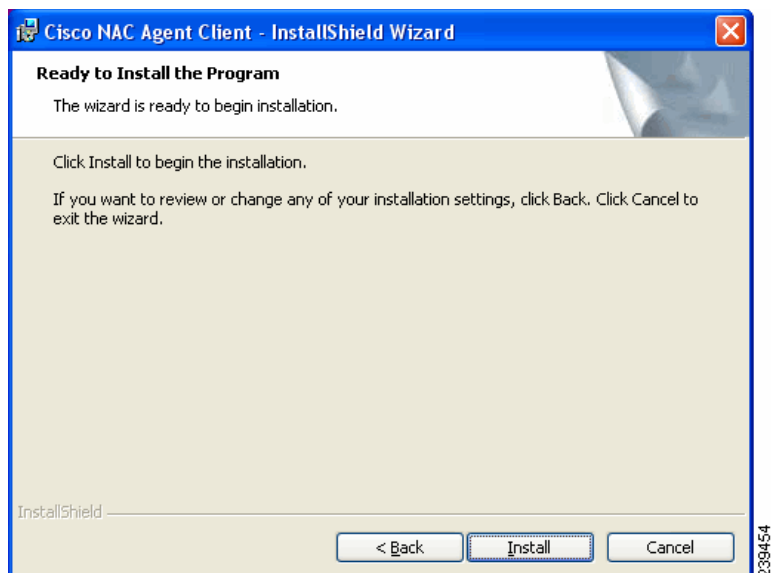 Cisco NAC Agent Client - InstallShield Wizard
Ready to Install the Program
The wizard is ready to begin installation.
Click Install to begin the installation.
If you want to review or change any of your installation settings, click Back. Click Cancel to
exit the wizard.
InstallShield
< Back
Install
Cancel
239454